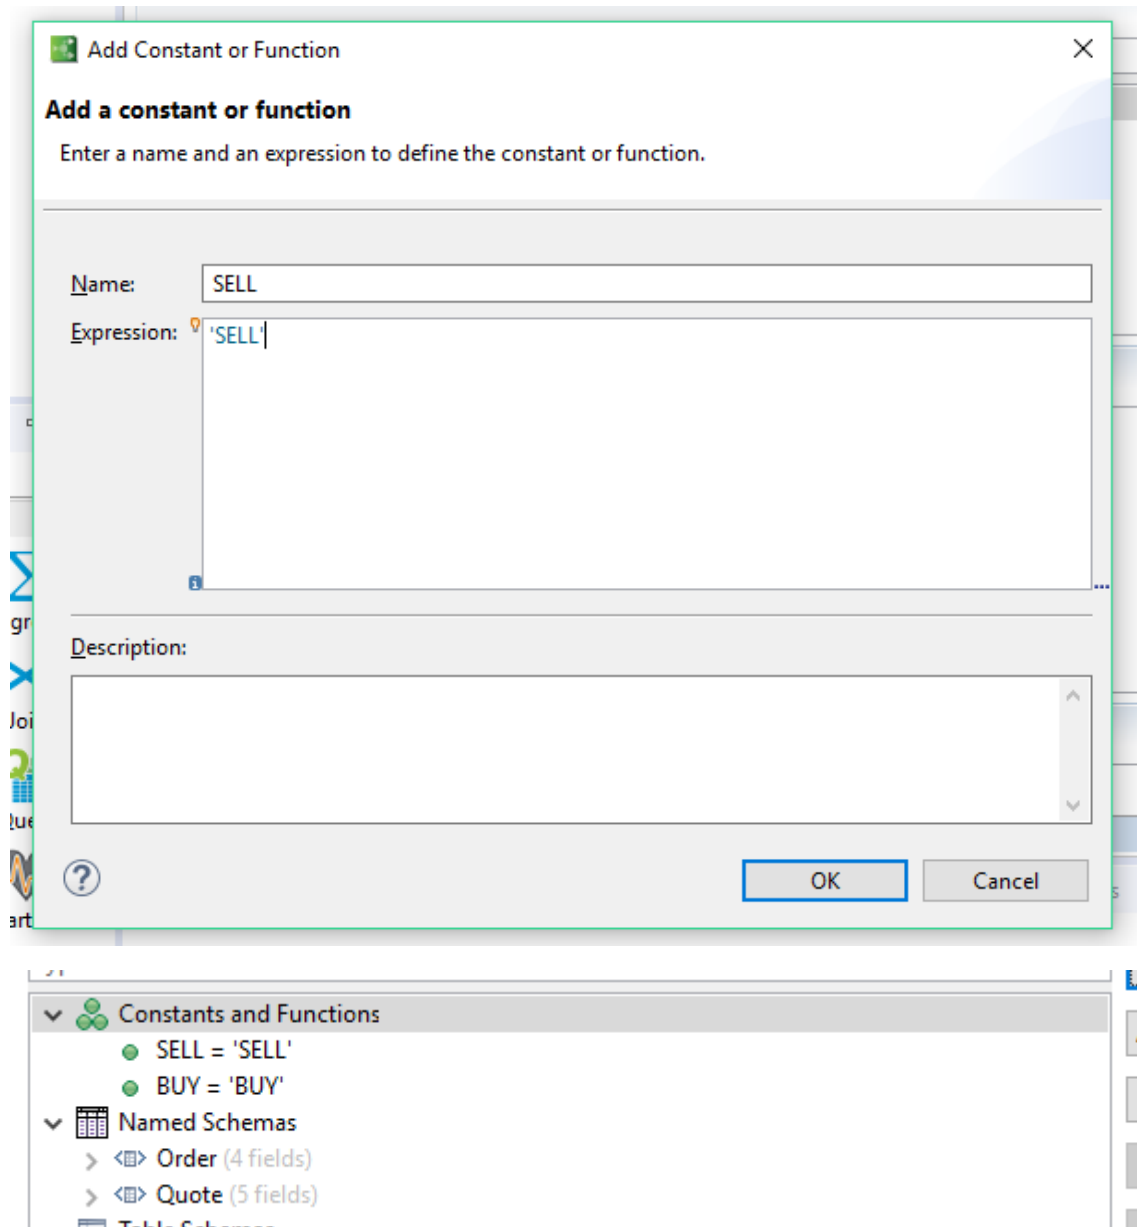 Add Constant or Function
Add a constant or function
Enter a name and an expression to define the constant or function.
Name: SELL
Expression: 'SELL'
Description:
OK Cancel
Constants and Functions
SELL = 'SELL'
BUY = 'BUY'
Named Schemas
Order (4 fields)
Quote (5 fields)
Table Schemas